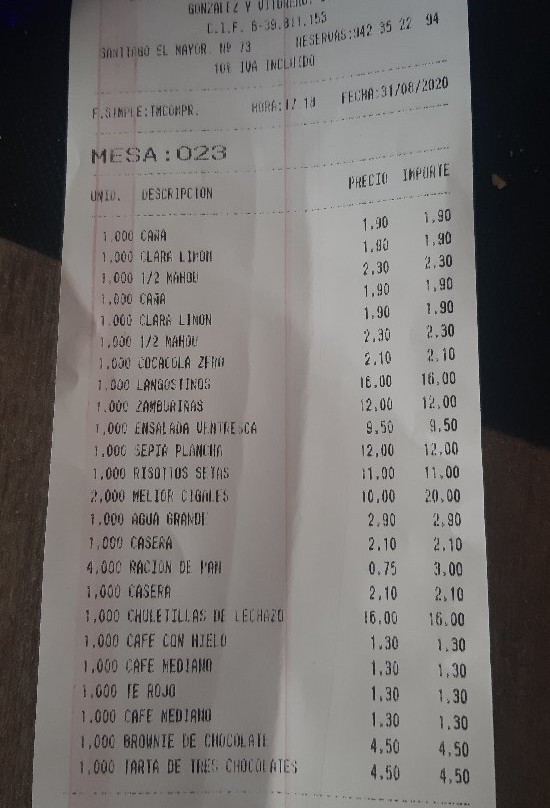 GONZALEZ Y
C.I.F. 6-39.811.153
SANTIAGO EL MAYOR. Nº 73 RESERVAS:942 35 22 94
10% IVA INCLUIDO
F.SIMPLE:TMCOMPR. HORA:17 18 FECHA:31/08/2020
MESA:023
UNID. DESCRIPCION PRECIO IMPORTE
1,000 CAÑA 1,90 1,90
1,000 CLARA LIMON 1,90 1,90
1,000 1/2 MAHOU 2,30 2,30
1,000 CAÑA 1,90 1,90
1,000 CLARA LIMON 1,90 1,90
1,000 1/2 MAHOU 2,30 2,30
1,000 COCACOLA ZERO 2,10 2,10
1,000 LANGOSTINOS 16,00 16,00
1,000 ZAMBURIÑAS 12,00 12,00
1,000 ENSALADA VENTRESCA 9,50 9,50
1,000 SEPIA PLANCHA 12,00 12,00
1,000 RISOTTOS SETAS 11,00 11,00
2,000 MELIOR CIGALES 10,00 20,00
1,000 AGUA GRANDE 2,90 2,90
1,000 CASERA 2,10 2,10
4,000 RACION DE PAN 0,75 3,00
1,000 CASERA 2,10 2,10
1,000 CHULETILLAS DE LECHAZO 16,00 16,00
1,000 CAFE CON HIELO 1,30 1,30
1,000 CAFE MEDIANO 1,30 1,30
1,000 TE ROJO 1,30 1,30
1,000 CAFE MEDIANO 1,30 1,30
1,000 BROWNIE DE CHOCOLATE 4,50 4,50
1,000 TARTA DE TRES CHOCOLATES 4,50 4,50